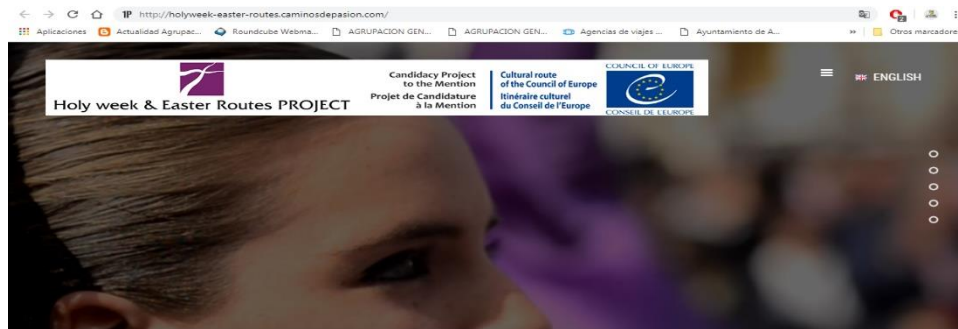 http://holyweek-easter-routes.caminosdepasion.com/
Aplicaciones
Actualidad Agrupac...
Roundcube Webma...
AGRUPACION GEN...
AGRUPACION GEN...
Agencias de viajes ...
Ayuntamiento de A...
»
Otros marcadore
Holy week & Easter Routes PROJECT
Candidacy Project
to the Mention
Projet de Candidature
à la Mention
Cultural route
of the Council of Europe
Itinéraire culturel
du Conseil de l'Europe
COUNCIL OF EUROPE
CONSEIL DE L'EUROPE
ENGLISH